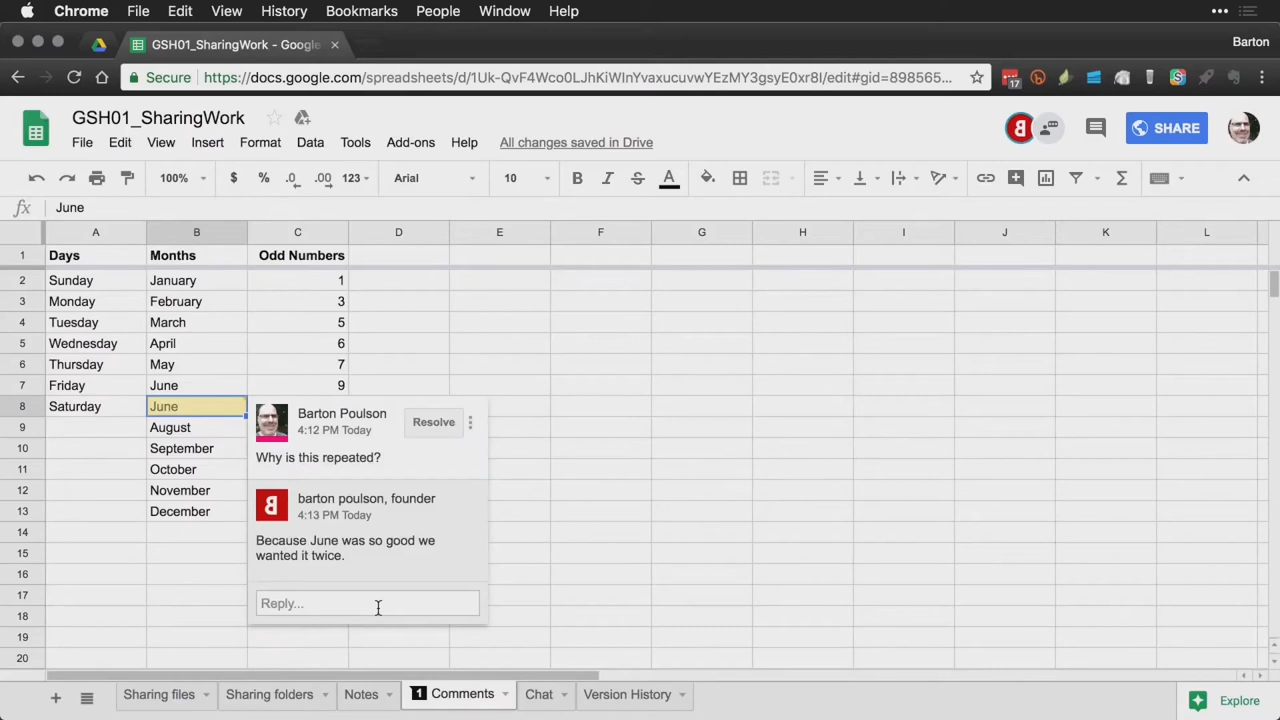 Chrome File Edit View History Bookmarks People Window Help
GSH01_SharingWork - Google
Barton
Secure https://docs.google.com/spreadsheets/d/1Uk-QvF4Wco0LJhKiWInYvaxucuvwYEzMY3gsyE0xr8I/edit#gid=898565...
17
GSH01_SharingWork
SHARE
File Edit View Insert Format Data Tools Add-ons Help All changes saved in Drive
100% $ % .0 .00 123 Arial 10 B I S A
fx June
A B C D E F G H I J K L
1 Days Months Odd Numbers
2 Sunday January 1
3 Monday February 3
4 Tuesday March 5
5 Wednesday April 6
6 Thursday May 7
7 Friday June 9
8 Saturday June
9 August
10 September
11 October
12 November
13 December
14
15
16
17
18
19
20
Barton Poulson
4:12 PM Today
Resolve
Why is this repeated?
B
barton poulson, founder
4:13 PM Today
Because June was so good we
wanted it twice.
Reply...
Sharing files Sharing folders Notes 1 Comments Chat Version History
Explore